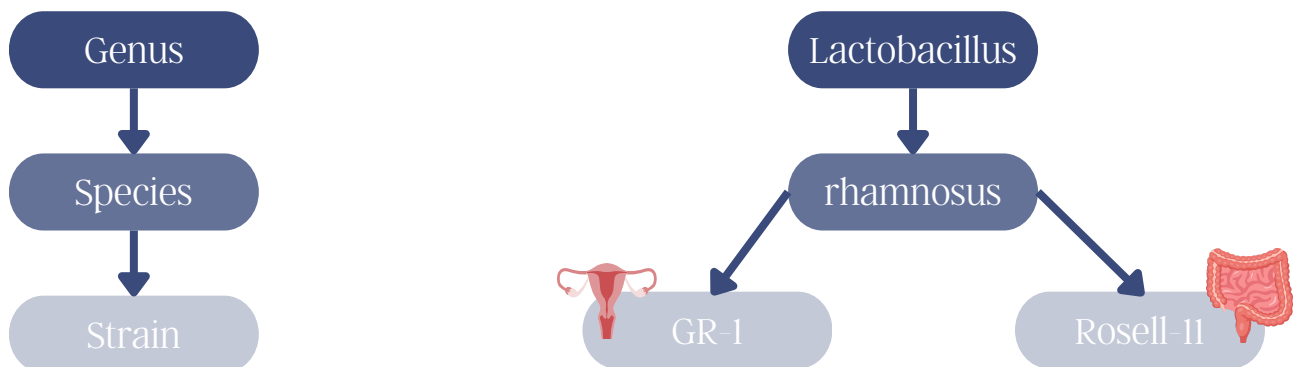 Genus
Species
Strain
Lactobacillus
rhamnosus
GR-1
Rosell-11